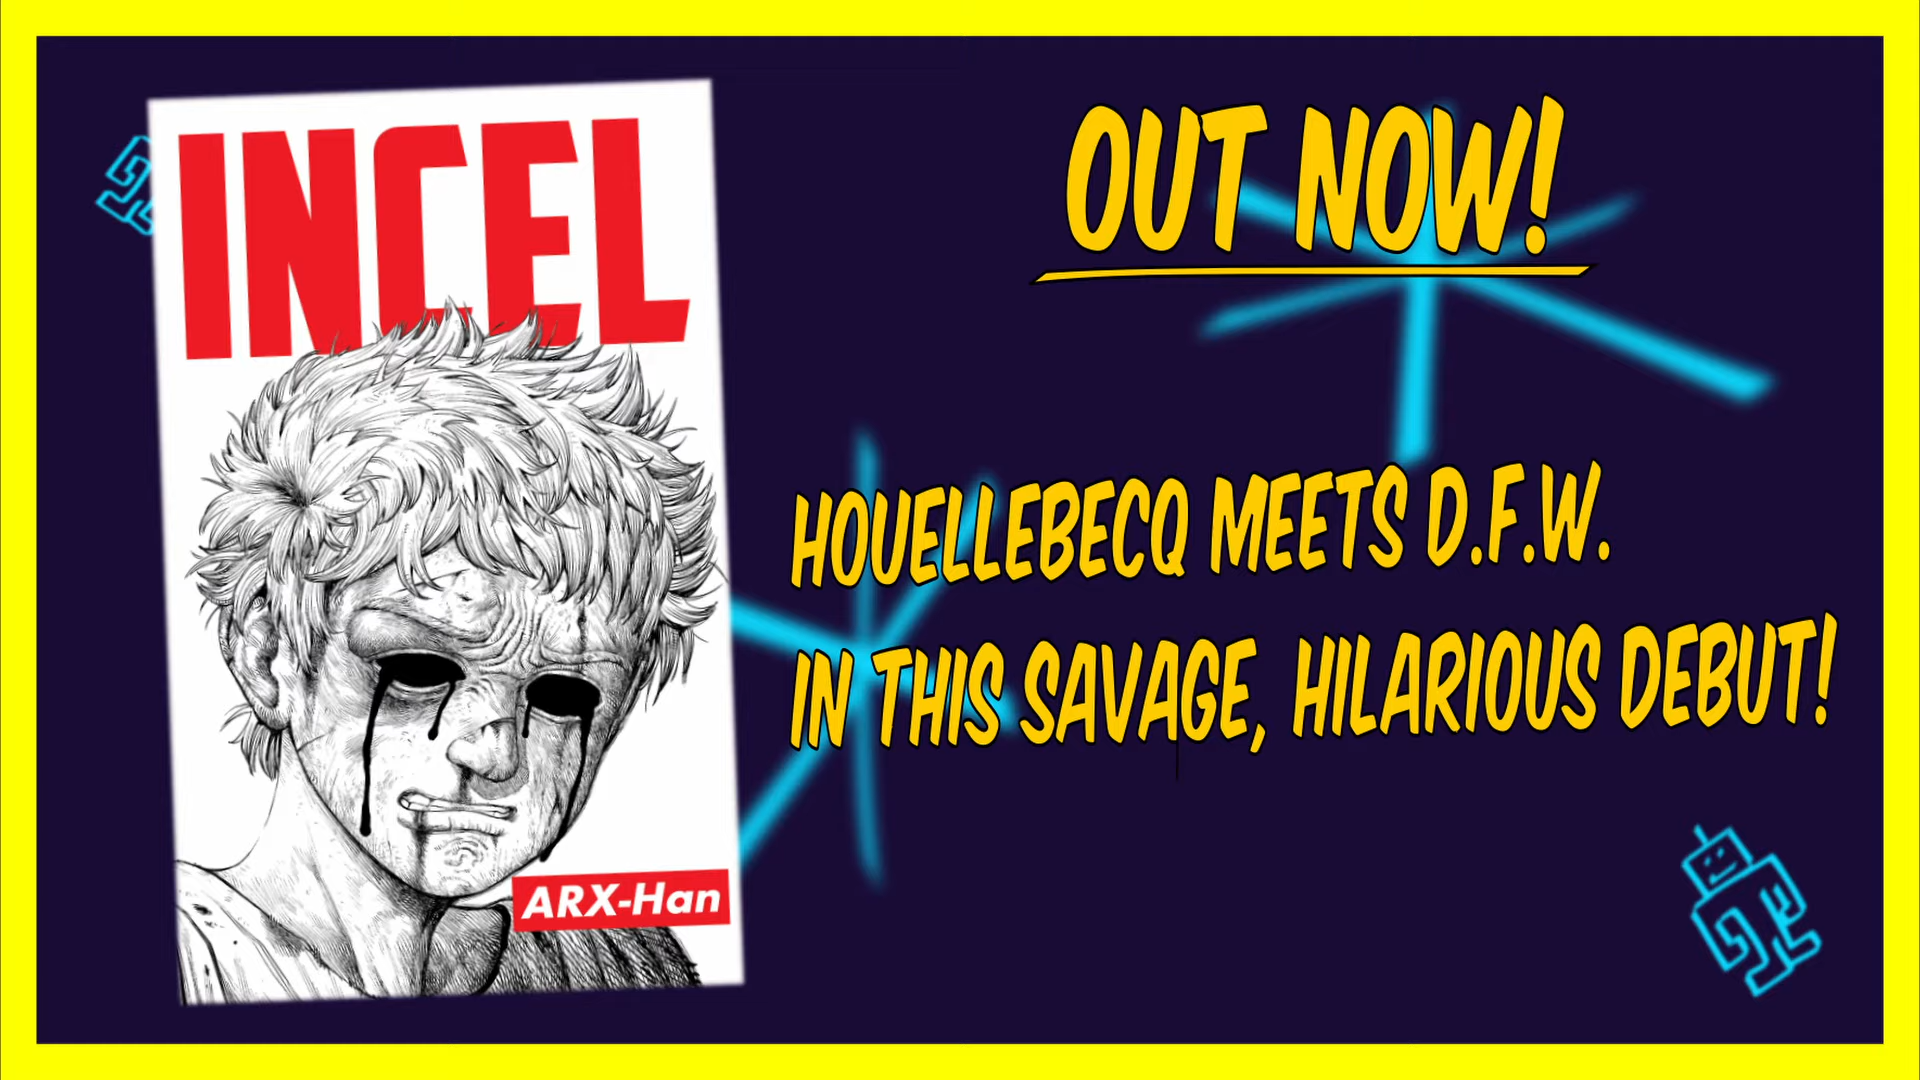 INCEL
ARX-Han
OUT NOW!
HOUELLEBECQ MEETS D.F.W.
IN THIS SAVAGE, HILARIOUS DEBUT!